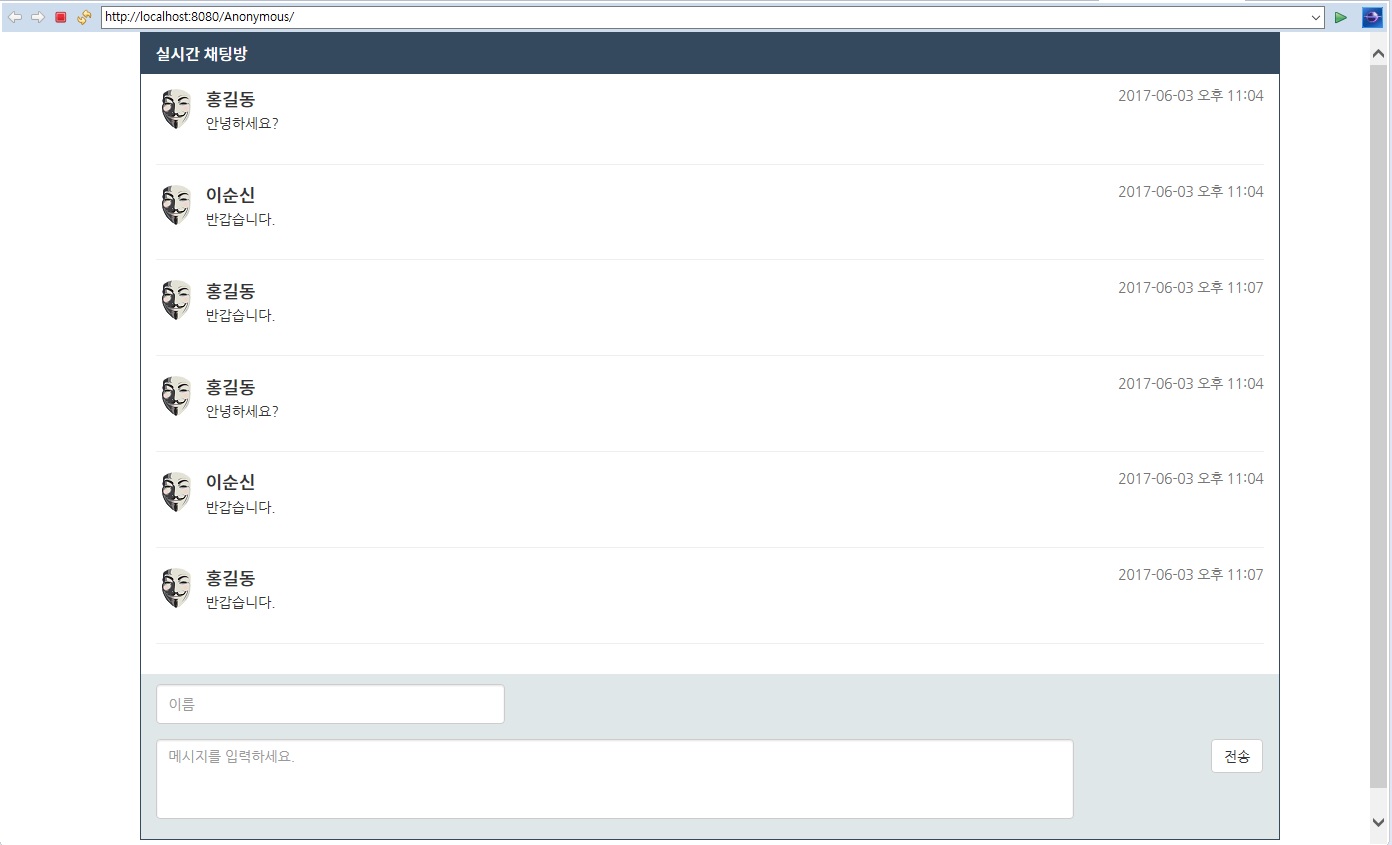 http://localhost:8080/Anonymous/
실시간 채팅방
홍길동
2017-06-03 오후 11:04
안녕하세요?
이순신
2017-06-03 오후 11:04
반갑습니다.
홍길동
2017-06-03 오후 11:07
반갑습니다.
홍길동
2017-06-03 오후 11:04
안녕하세요?
이순신
2017-06-03 오후 11:04
반갑습니다.
홍길동
2017-06-03 오후 11:07
반갑습니다.
이름
메시지를 입력하세요.
전송